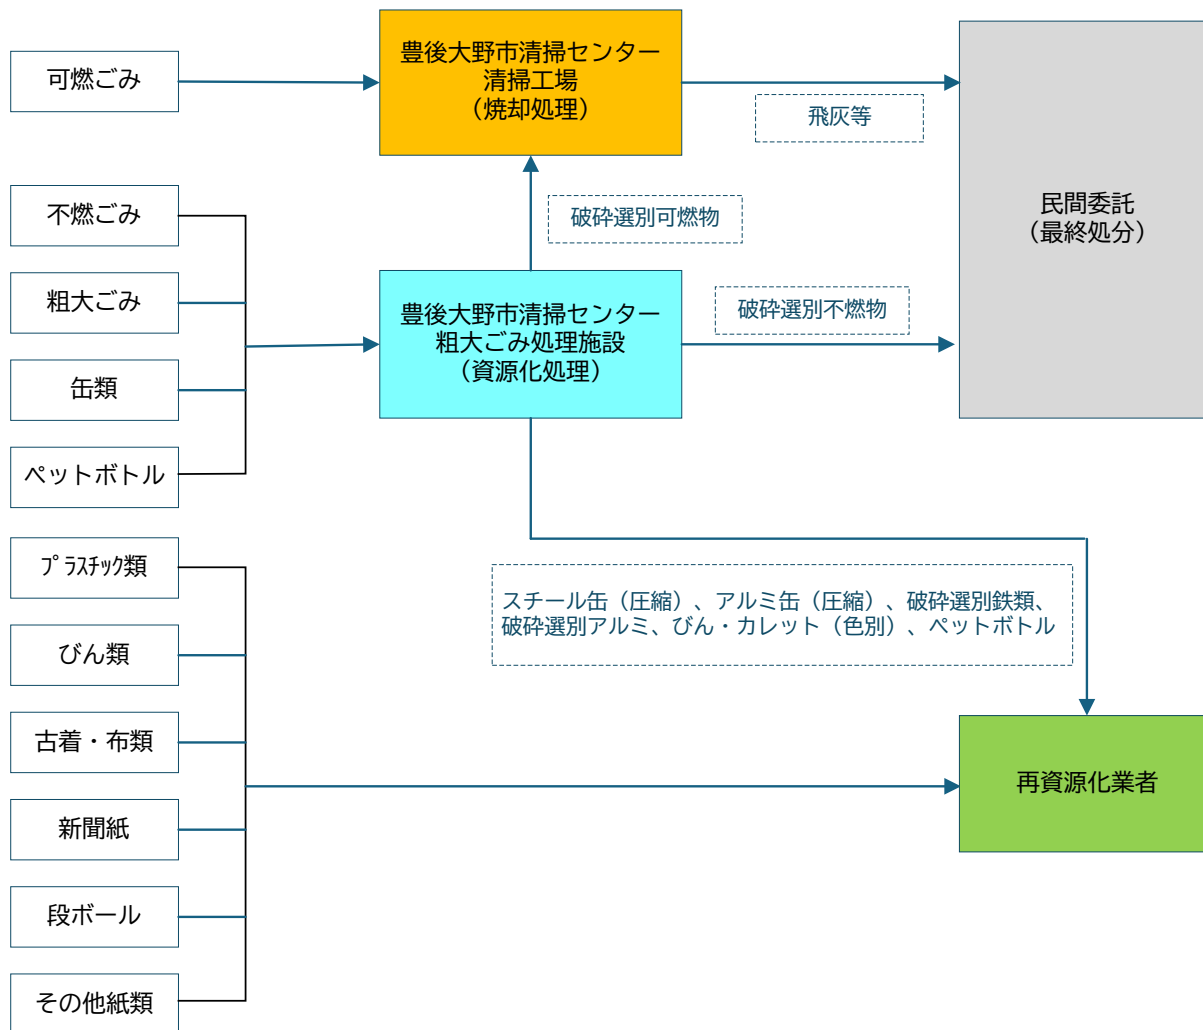 可燃ごみ
豊後大野市清掃センター
清掃工場
（焼却処理）
飛灰等
民間委託
（最終処分）
不燃ごみ
粗大ごみ
缶類
ペットボトル
破砕選別可燃物
豊後大野市清掃センター
粗大ごみ処理施設
（資源化処理）
破砕選別不燃物
ﾌﾟﾗｽﾁｯｸ類
びん類
古着・布類
新聞紙
段ボール
その他紙類
スチール缶（圧縮）、アルミ缶（圧縮）、破砕選別鉄類、
破砕選別アルミ、びん・カレット（色別）、ペットボトル
再資源化業者